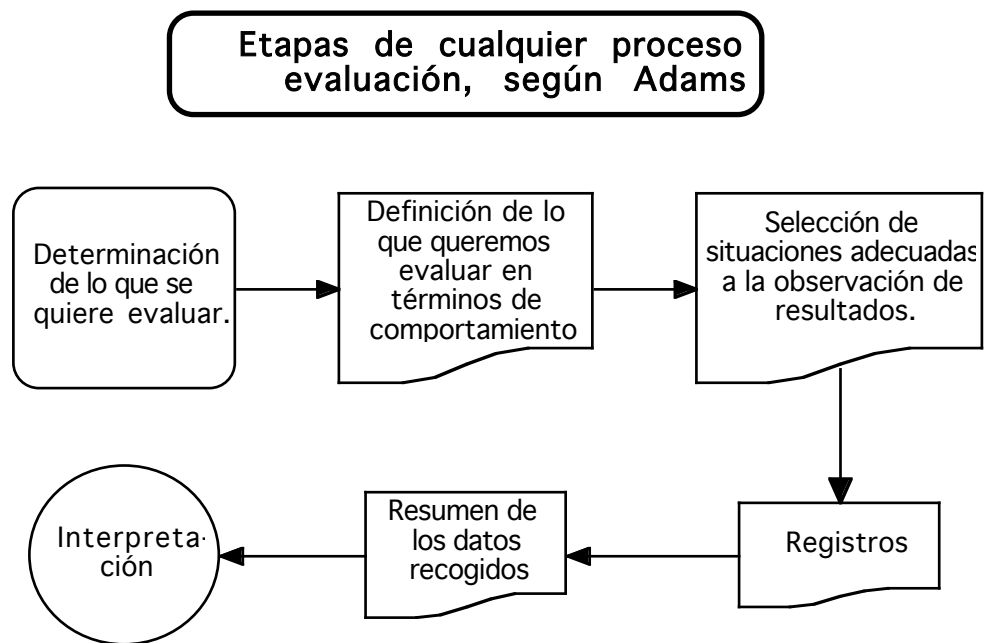 Etapas de cualquier proceso
evaluación, según Adams
Determinación
de lo que se
quiere evaluar.
Definición de lo
que queremos
evaluar en
términos de
comportamiento
Selección de
situaciones adecuadas
a la observación de
resultados.
Interpreta-
ción
Resumen de
los datos
recogidos
Registros